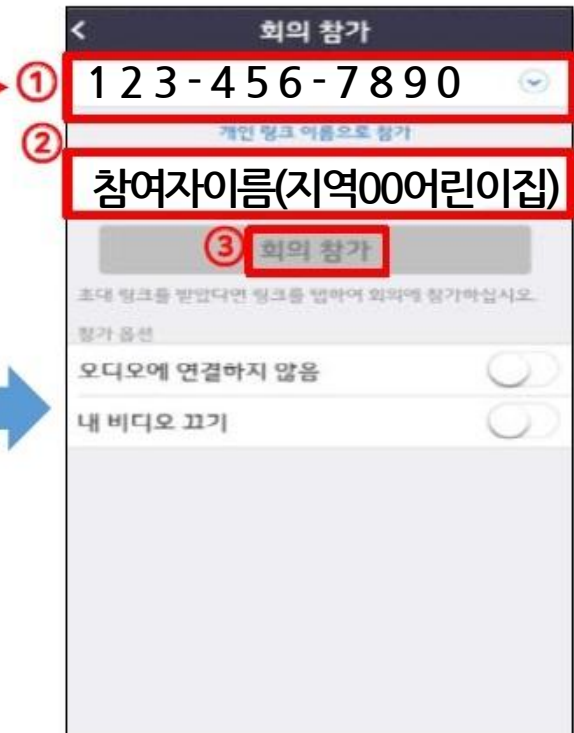 회의 참가
① 123-456-7890
개인 링크 이름으로 참가
②
참여자이름(지역00어린이집)
③ 회의 참가
초대 링크를 받았다면 링크를 탭하여 회의에 참가하십시오.
참가 옵션
오디오에 연결하지 않음
내 비디오 끄기